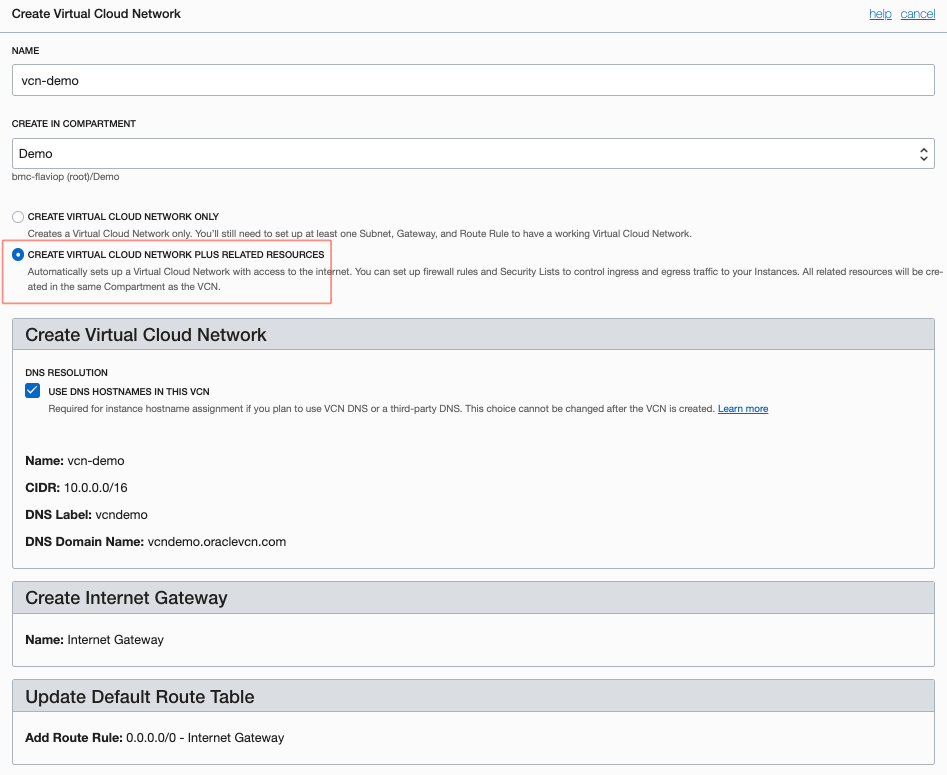 Create Virtual Cloud Network
help cancel
NAME
vcn-demo
CREATE IN COMPARTMENT
Demo
bmc-flaviop (root)/Demo
CREATE VIRTUAL CLOUD NETWORK ONLY
Creates a Virtual Cloud Network only. You'll still need to set up at least one Subnet, Gateway, and Route Rule to have a working Virtual Cloud Network.
CREATE VIRTUAL CLOUD NETWORK PLUS RELATED RESOURCES
Automatically sets up a Virtual Cloud Network with access to the internet. You can set up firewall rules and Security Lists to control ingress and egress traffic to your Instances. All related resources will be cre-
ated in the same Compartment as the VCN.
Create Virtual Cloud Network
DNS RESOLUTION
USE DNS HOSTNAMES IN THIS VCN
Required for instance hostname assignment if you plan to use VCN DNS or a third-party DNS. This choice cannot be changed after the VCN is created. Learn more
Name: vcn-demo
CIDR: 10.0.0.0/16
DNS Label: vcndemo
DNS Domain Name: vcndemo.oraclevcn.com
Create Internet Gateway
Name: Internet Gateway
Update Default Route Table
Add Route Rule: 0.0.0.0/0 - Internet Gateway